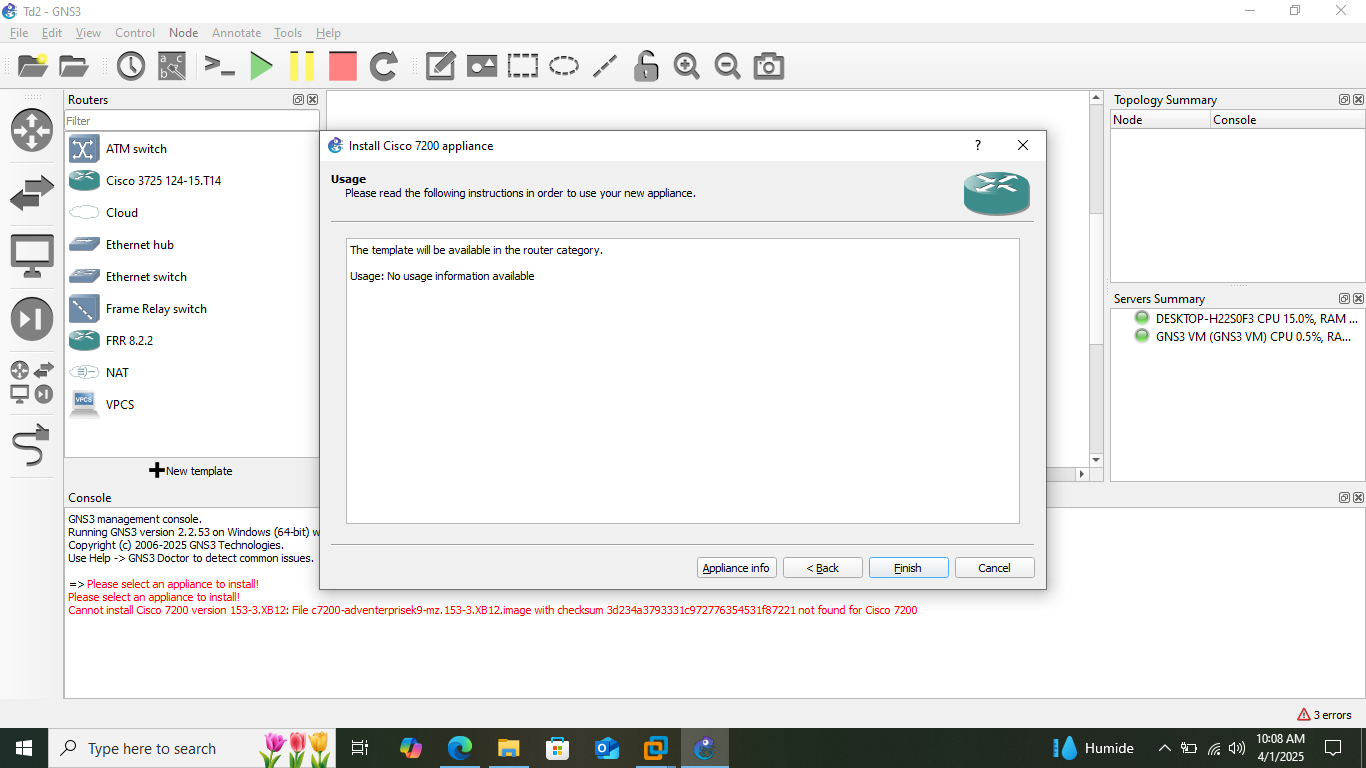 Td2 - GNS3
File Edit View Control Node Annotate Tools Help
Routers
Filter
ATM switch
Cisco 3725 124-15.T14
Cloud
Ethernet hub
Ethernet switch
Frame Relay switch
FRR 8.2.2
NAT
VPCS
VPCS
New template
Install Cisco 7200 appliance
?
Usage
Please read the following instructions in order to use your new appliance.
The template will be available in the router category.
Usage: No usage information available
Appliance info
< Back
Finish
Cancel
Topology Summary
Node Console
Servers Summary
DESKTOP-H22S0F3 CPU 15.0%, RAM ...
GNS3 VM (GNS3 VM) CPU 0.5%, RA...
Console
GNS3 management console.
Running GNS3 version 2.2.53 on Windows (64-bit) w
Copyright (c) 2006-2025 GNS3 Technologies.
Use Help -> GNS3 Doctor to detect common issues.
=> Please select an appliance to install!
Please select an appliance to install!
Cannot install Cisco 7200 version 153-3.XB12: File c7200-adventerprisek9-mz.153-3.XB12.image with checksum 3d234a3793331c972776354531f87221 not found for Cisco 7200
3 errors
Type here to search
Humide
10:08 AM
4/1/2025